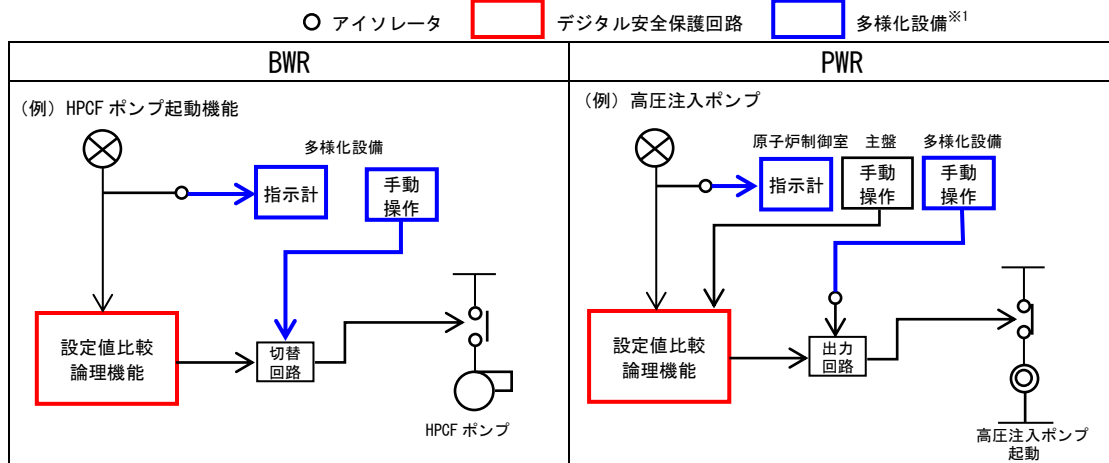 アイソレータ デジタル安全保護回路 多様化設備※1
BWR
PWR
(例) HPCF ポンプ起動機能
多様化設備
指示計
手動
操作
設定値比較
論理機能
切替
回路
HPCF ポンプ
(例) 高圧注入ポンプ
原子炉制御室 主盤 多様化設備
指示計
手動
操作
手動
操作
設定値比較
論理機能
出力
回路
高圧注入ポンプ
起動